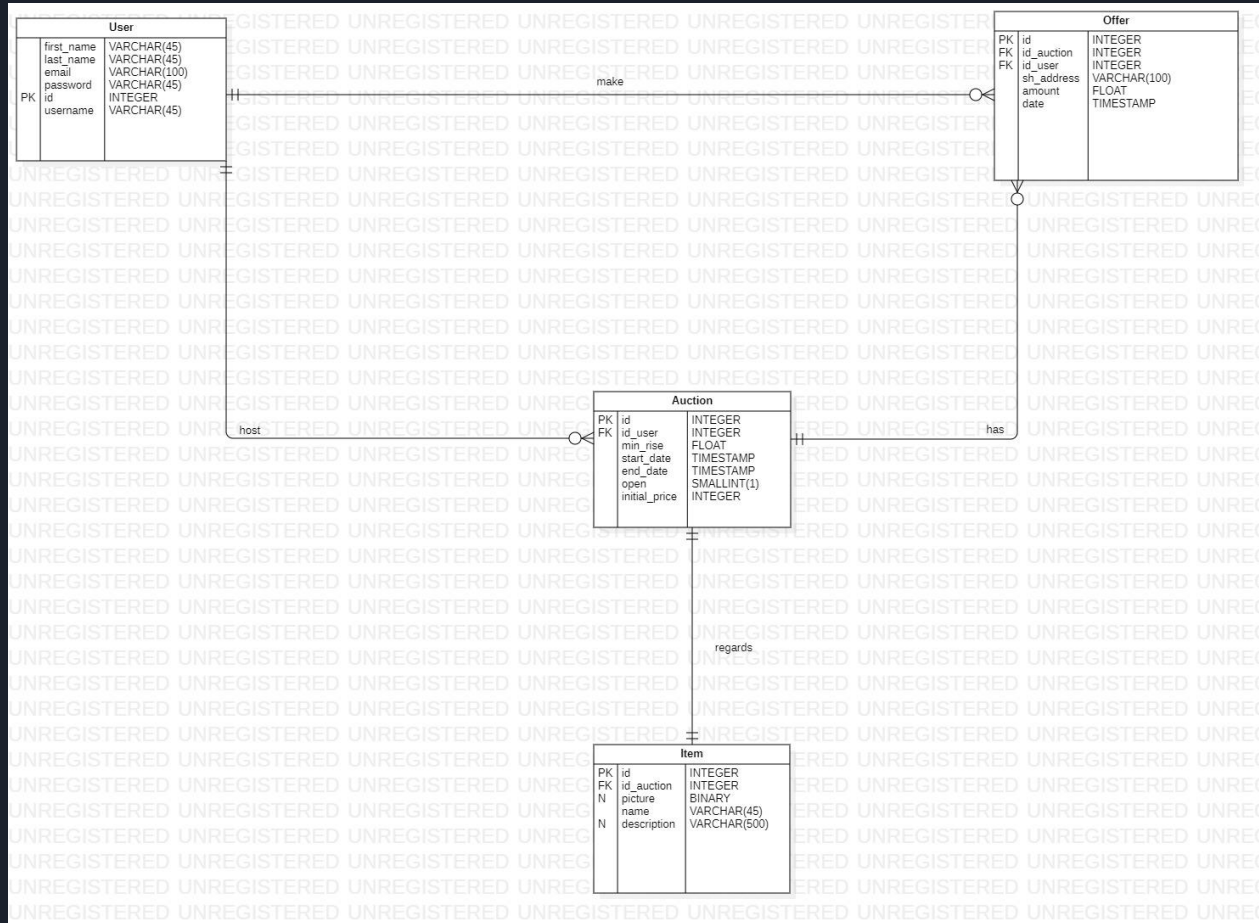 User
first_name VARCHAR(45)
last_name VARCHAR(45)
email VARCHAR(100)
password VARCHAR(45)
PK id INTEGER
username VARCHAR(45)
make
Offer
PK id INTEGER
FK id_auction INTEGER
FK id_user INTEGER
sh_address VARCHAR(100)
amount FLOAT
date TIMESTAMP
host
Auction
PK id INTEGER
FK id_user INTEGER
min_rise FLOAT
start_date TIMESTAMP
end_date TIMESTAMP
open SMALLINT(1)
initial_price INTEGER
has
regards
Item
PK id INTEGER
FK id_auction INTEGER
N picture BINARY
name VARCHAR(45)
N description VARCHAR(500)
UNREGISTERED